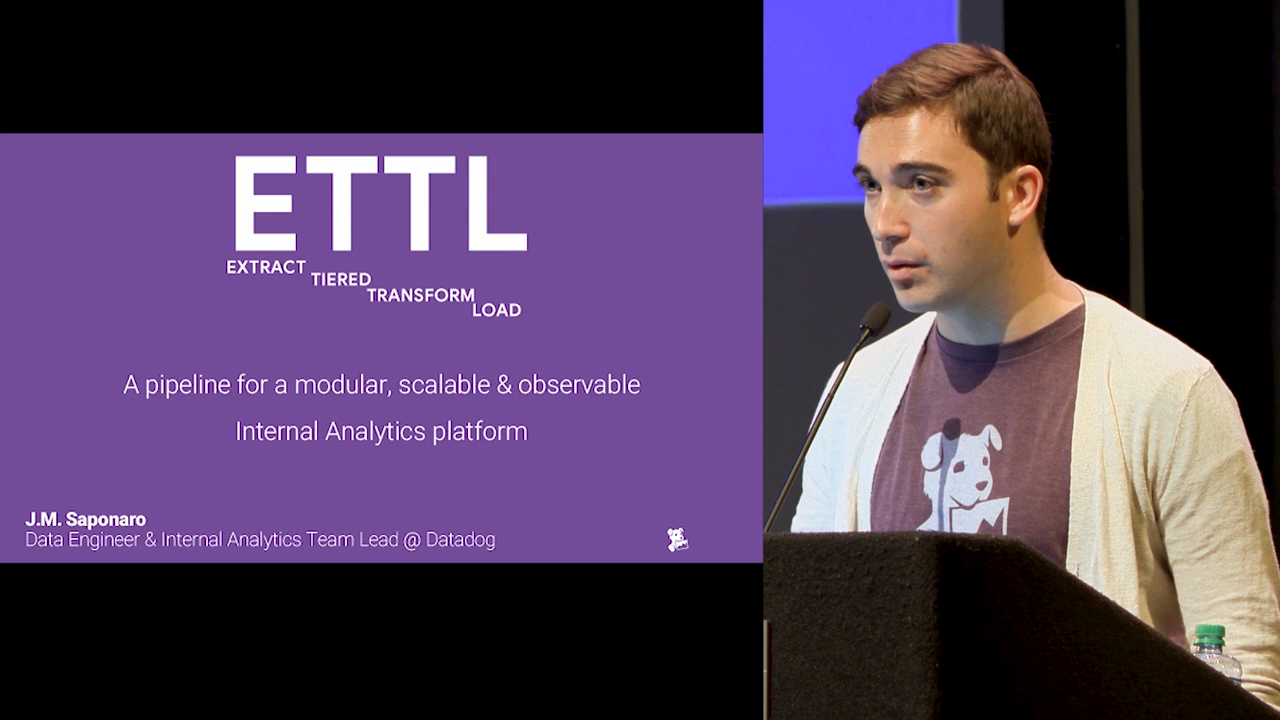 ETTL
EXTRACT
TIERED
TRANSFORM
LOAD
A pipeline for a modular, scalable & observable
Internal Analytics platform
J.M. Saponaro
Data Engineer & Internal Analytics Team Lead @ Datadog